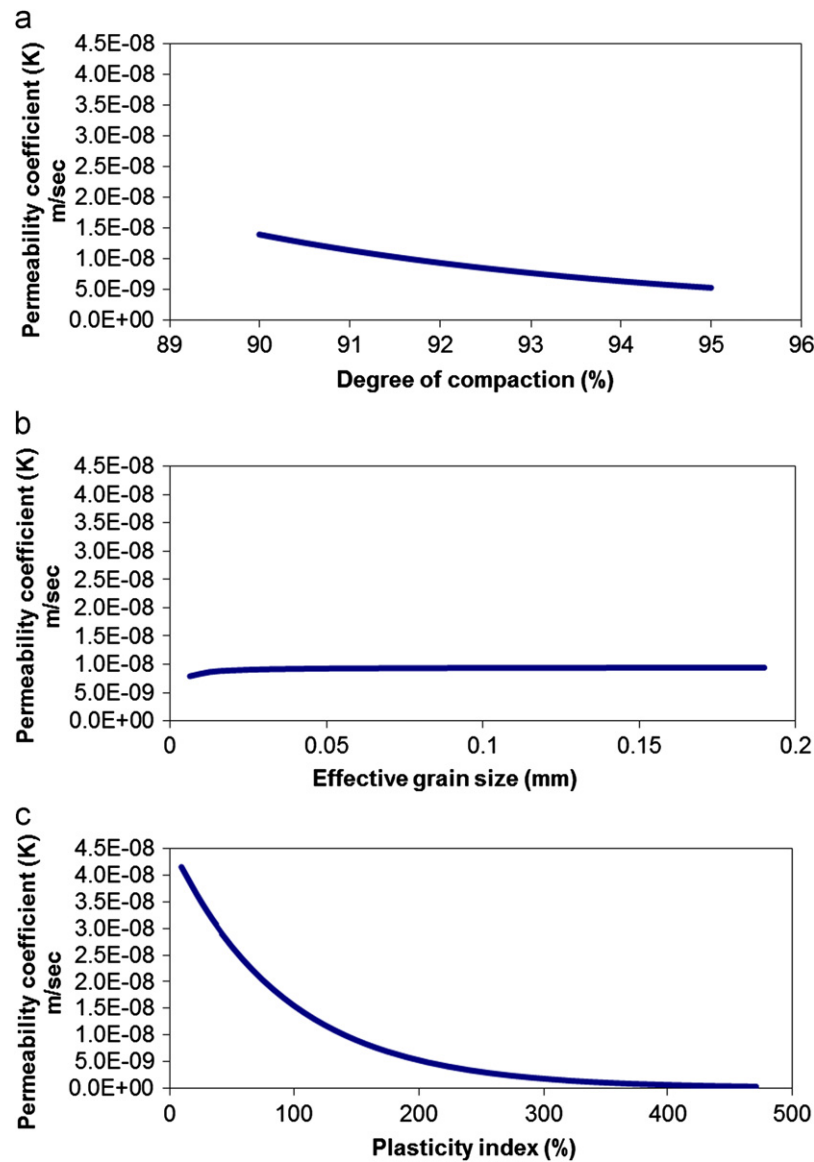 a
Permeability coefficient (K)
m/sec
4.5E-08
4.0E-08
3.5E-08
3.0E-08
2.5E-08
2.0E-08
1.5E-08
1.0E-08
5.0E-09
0.0E+00
89 90 91 92 93 94 95 96
Degree of compaction (%)
b
Permeability coefficient (K)
m/sec
4.5E-08
4.0E-08
3.5E-08
3.0E-08
2.5E-08
2.0E-08
1.5E-08
1.0E-08
5.0E-09
0.0E+00
0 0.05 0.1 0.15 0.2
Effective grain size (mm)
c
Permeability coefficient (K)
m/sec
4.5E-08
4.0E-08
3.5E-08
3.0E-08
2.5E-08
2.0E-08
1.5E-08
1.0E-08
5.0E-09
0.0E+00
0 100 200 300 400 500
Plasticity index (%)